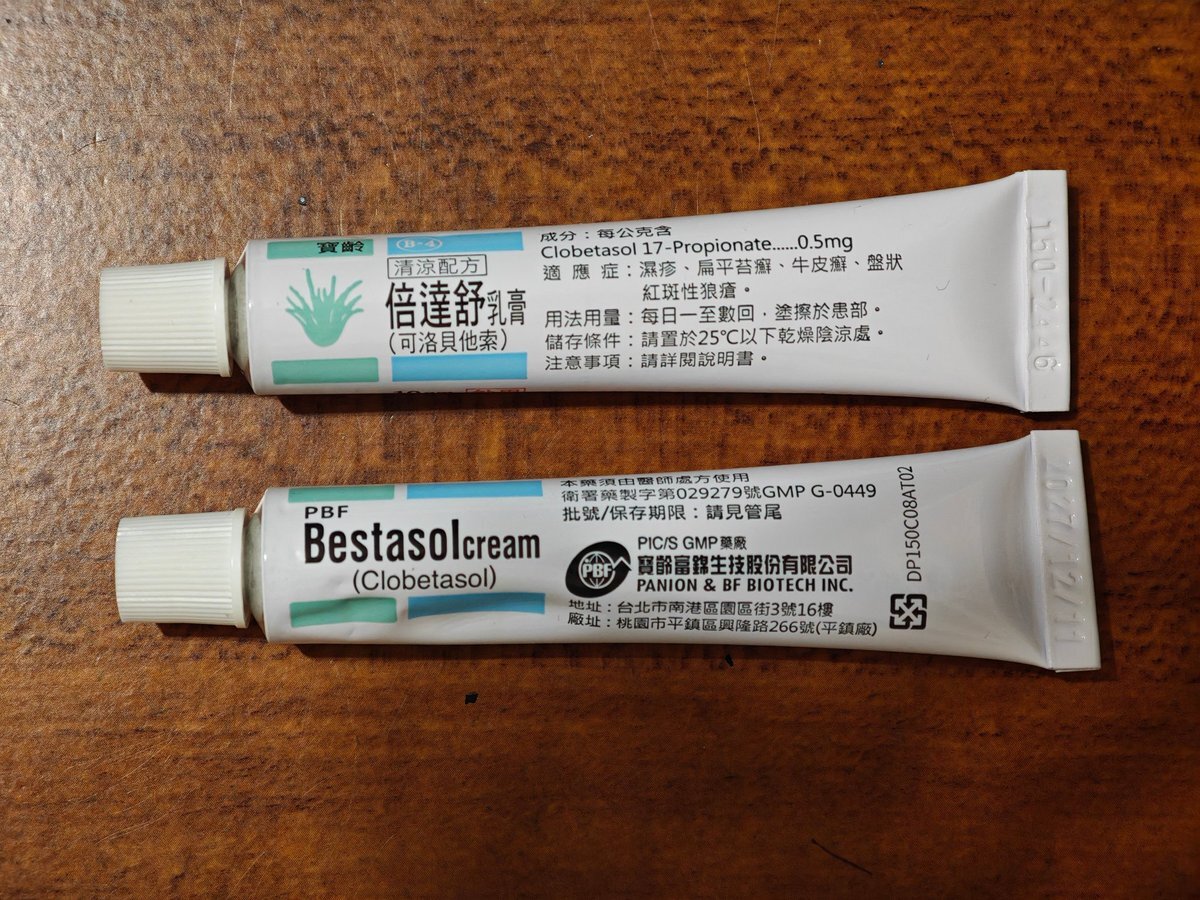 寶齡
B-4
清涼配方
倍達舒乳膏
(可洛貝他索)
成分：每公克含
Clobetasol 17-Propionate......0.5mg
適應症：濕疹、扁平苔癬、牛皮癬、盤狀
紅斑性狼瘡。
用法用量：每日一至數回，塗擦於患部。
儲存條件：請置於25℃以下乾燥陰涼處。
注意事項：請詳閱說明書。
150-2446
PBF
Bestasol cream
(Clobetasol)
本藥須由醫師處方使用
衛署藥製字第029279號GMP G-0449
批號/保存期限：請見管尾
PBF
PIC/S GMP藥廠
寶齡富錦生技股份有限公司
PANION & BF BIOTECH INC.
地址：台北市南港區園區街3號16樓
廠址：桃園市平鎮區興隆路266號(平鎮廠)
DP150C08AT02
2027/12/11